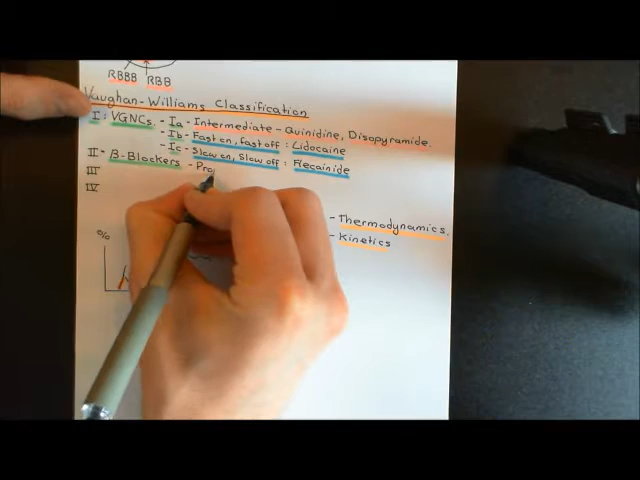 RBBB RBB
Vaughan-Williams Classification
I: VGNCs - Ia - Intermediate - Quinidine, Disopyramide.
- Ib - Fast on, fast off : Lidocaine
- Ic - Slow on, Slow off : Flecainide
II - β-Blockers - Pro
III
IV
- Thermodynamics.
- Kinetics
%